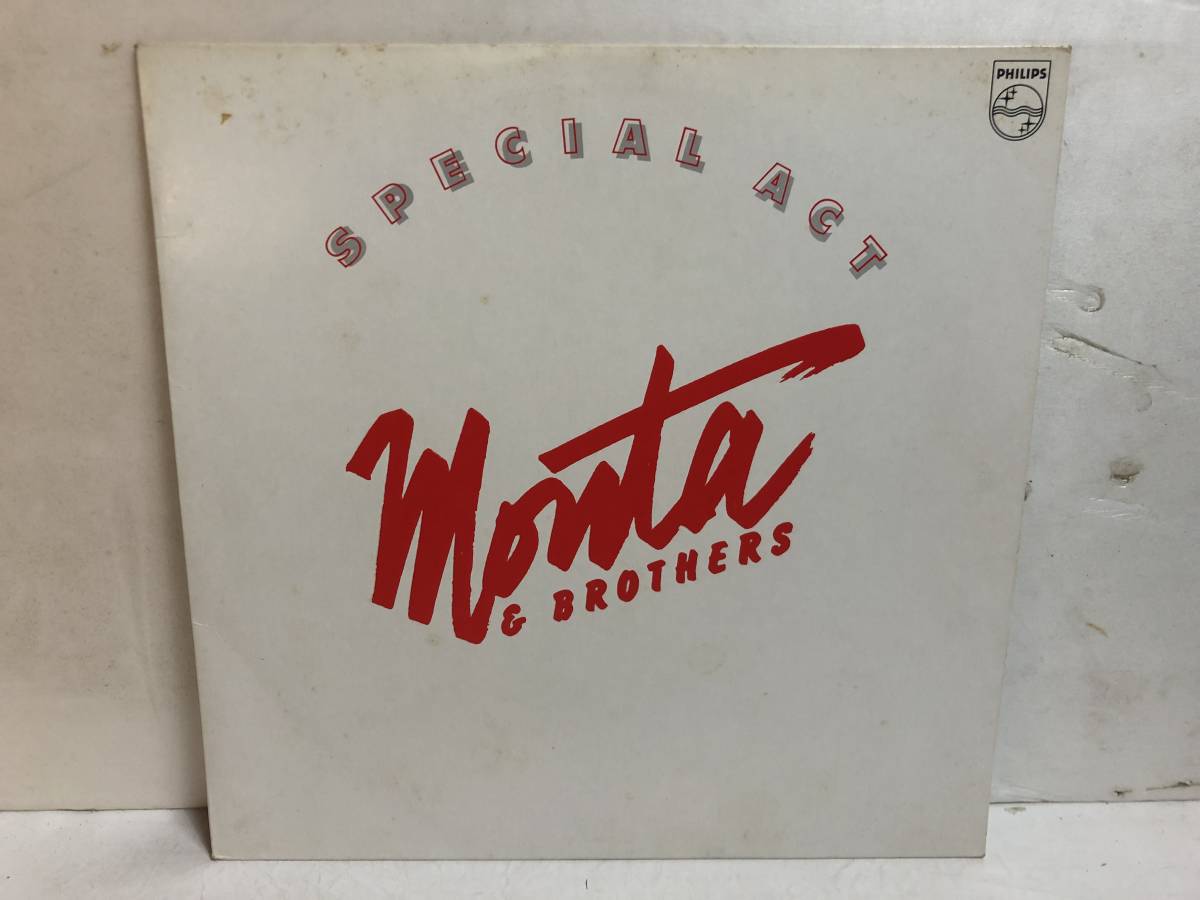 PHILIPS
SPECIAL ACT
Monta
& BROTHERS